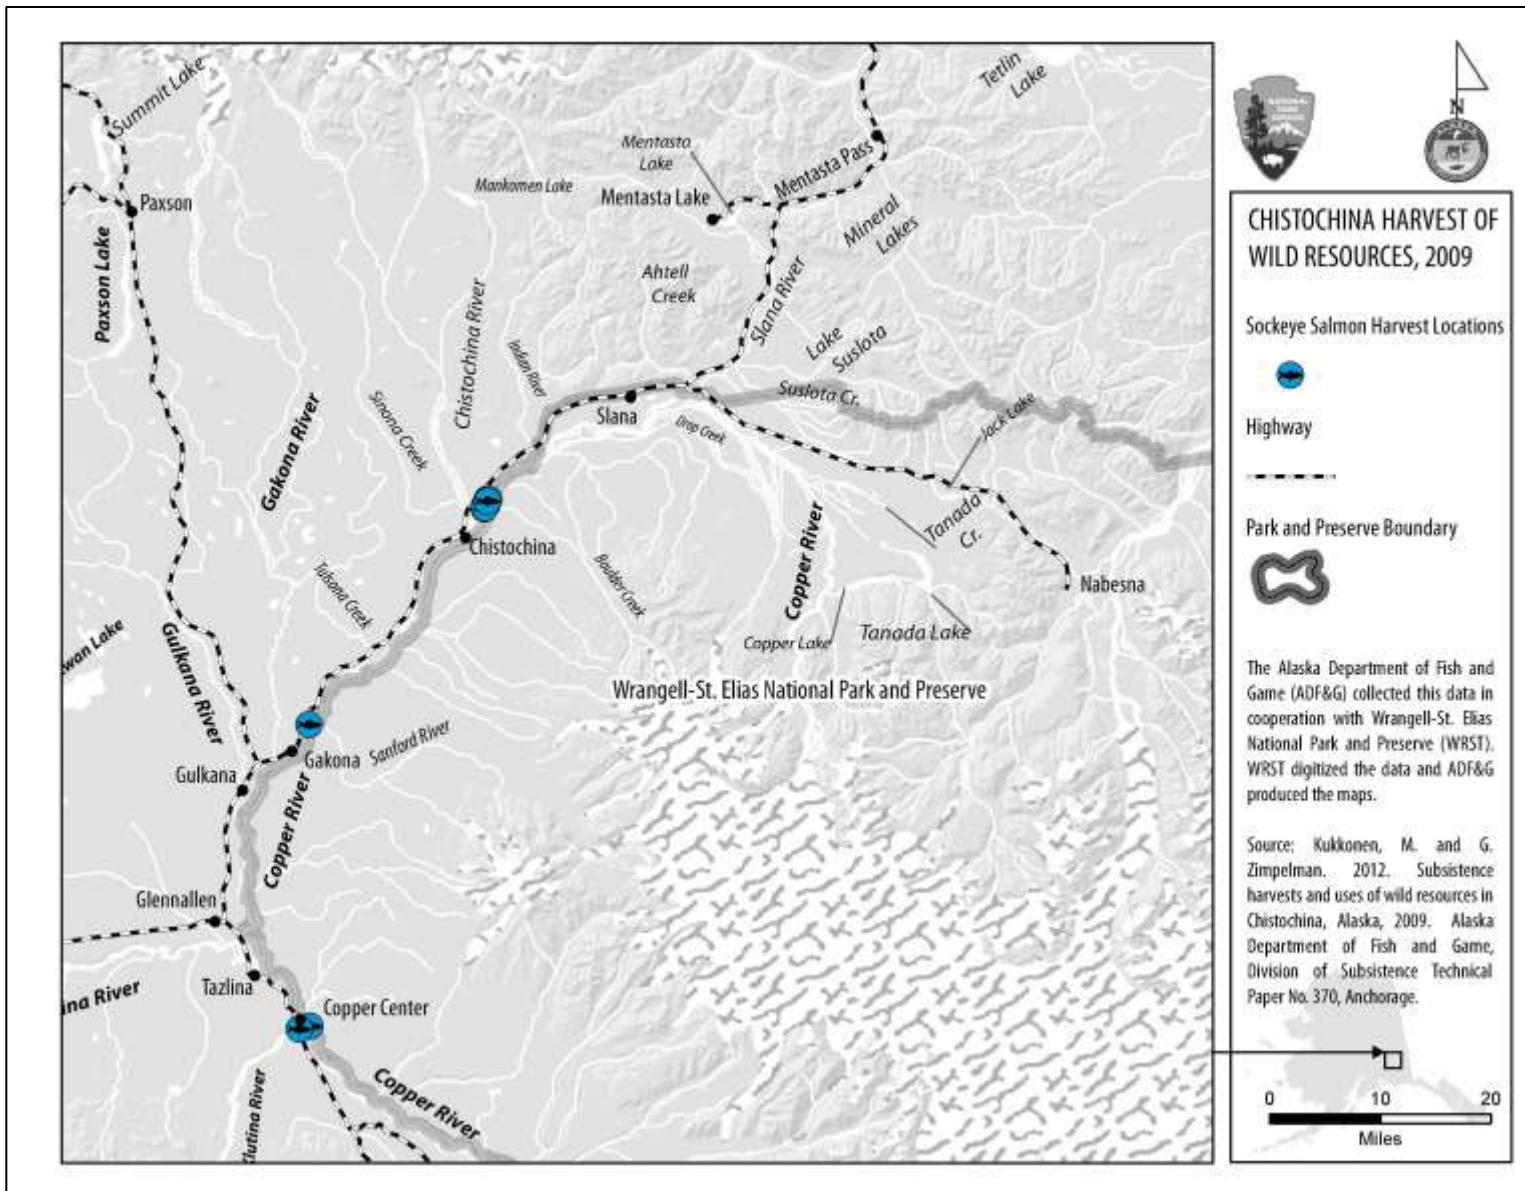 Summit Lake
Tetlin
Lake
Mentasta
Lake
Mentasta Pass
Mankomen Lake
Mentasta Lake
Paxson
Mineral
Lakes
Paxson Lake
Ahtell
Creek
Slana River
Chistochina River
Indian River
Lake
Suslota
Sinona Creek
Gakona River
Slana
Suslota Cr.
Drop Creek
Jack Lake
Tanada
Cr.
Chistochina
Copper River
Boulder Creek
Tulsona Creek
Nabesna
Copper Lake
Tanada Lake
wan Lake
Gulkana River
Wrangell-St. Elias National Park and Preserve
Sanford River
Gakona
Gulkana
Copper River
Glennallen
Tazlina
ina River
Copper Center
Klutina River
Copper River
N
CHISTOCHINA HARVEST OF
WILD RESOURCES, 2009
Sockeye Salmon Harvest Locations
Highway
Park and Preserve Boundary
The Alaska Department of Fish and
Game (ADF&G) collected this data in
cooperation with Wrangell-St. Elias
National Park and Preserve (WRST).
WRST digitized the data and ADF&G
produced the maps.
Source: Kukkonen, M. and G.
Zimpelman. 2012. Subsistence
harvests and uses of wild resources in
Chistochina, Alaska, 2009. Alaska
Department of Fish and Game,
Division of Subsistence Technical
Paper No. 370, Anchorage.
0 10 20
Miles